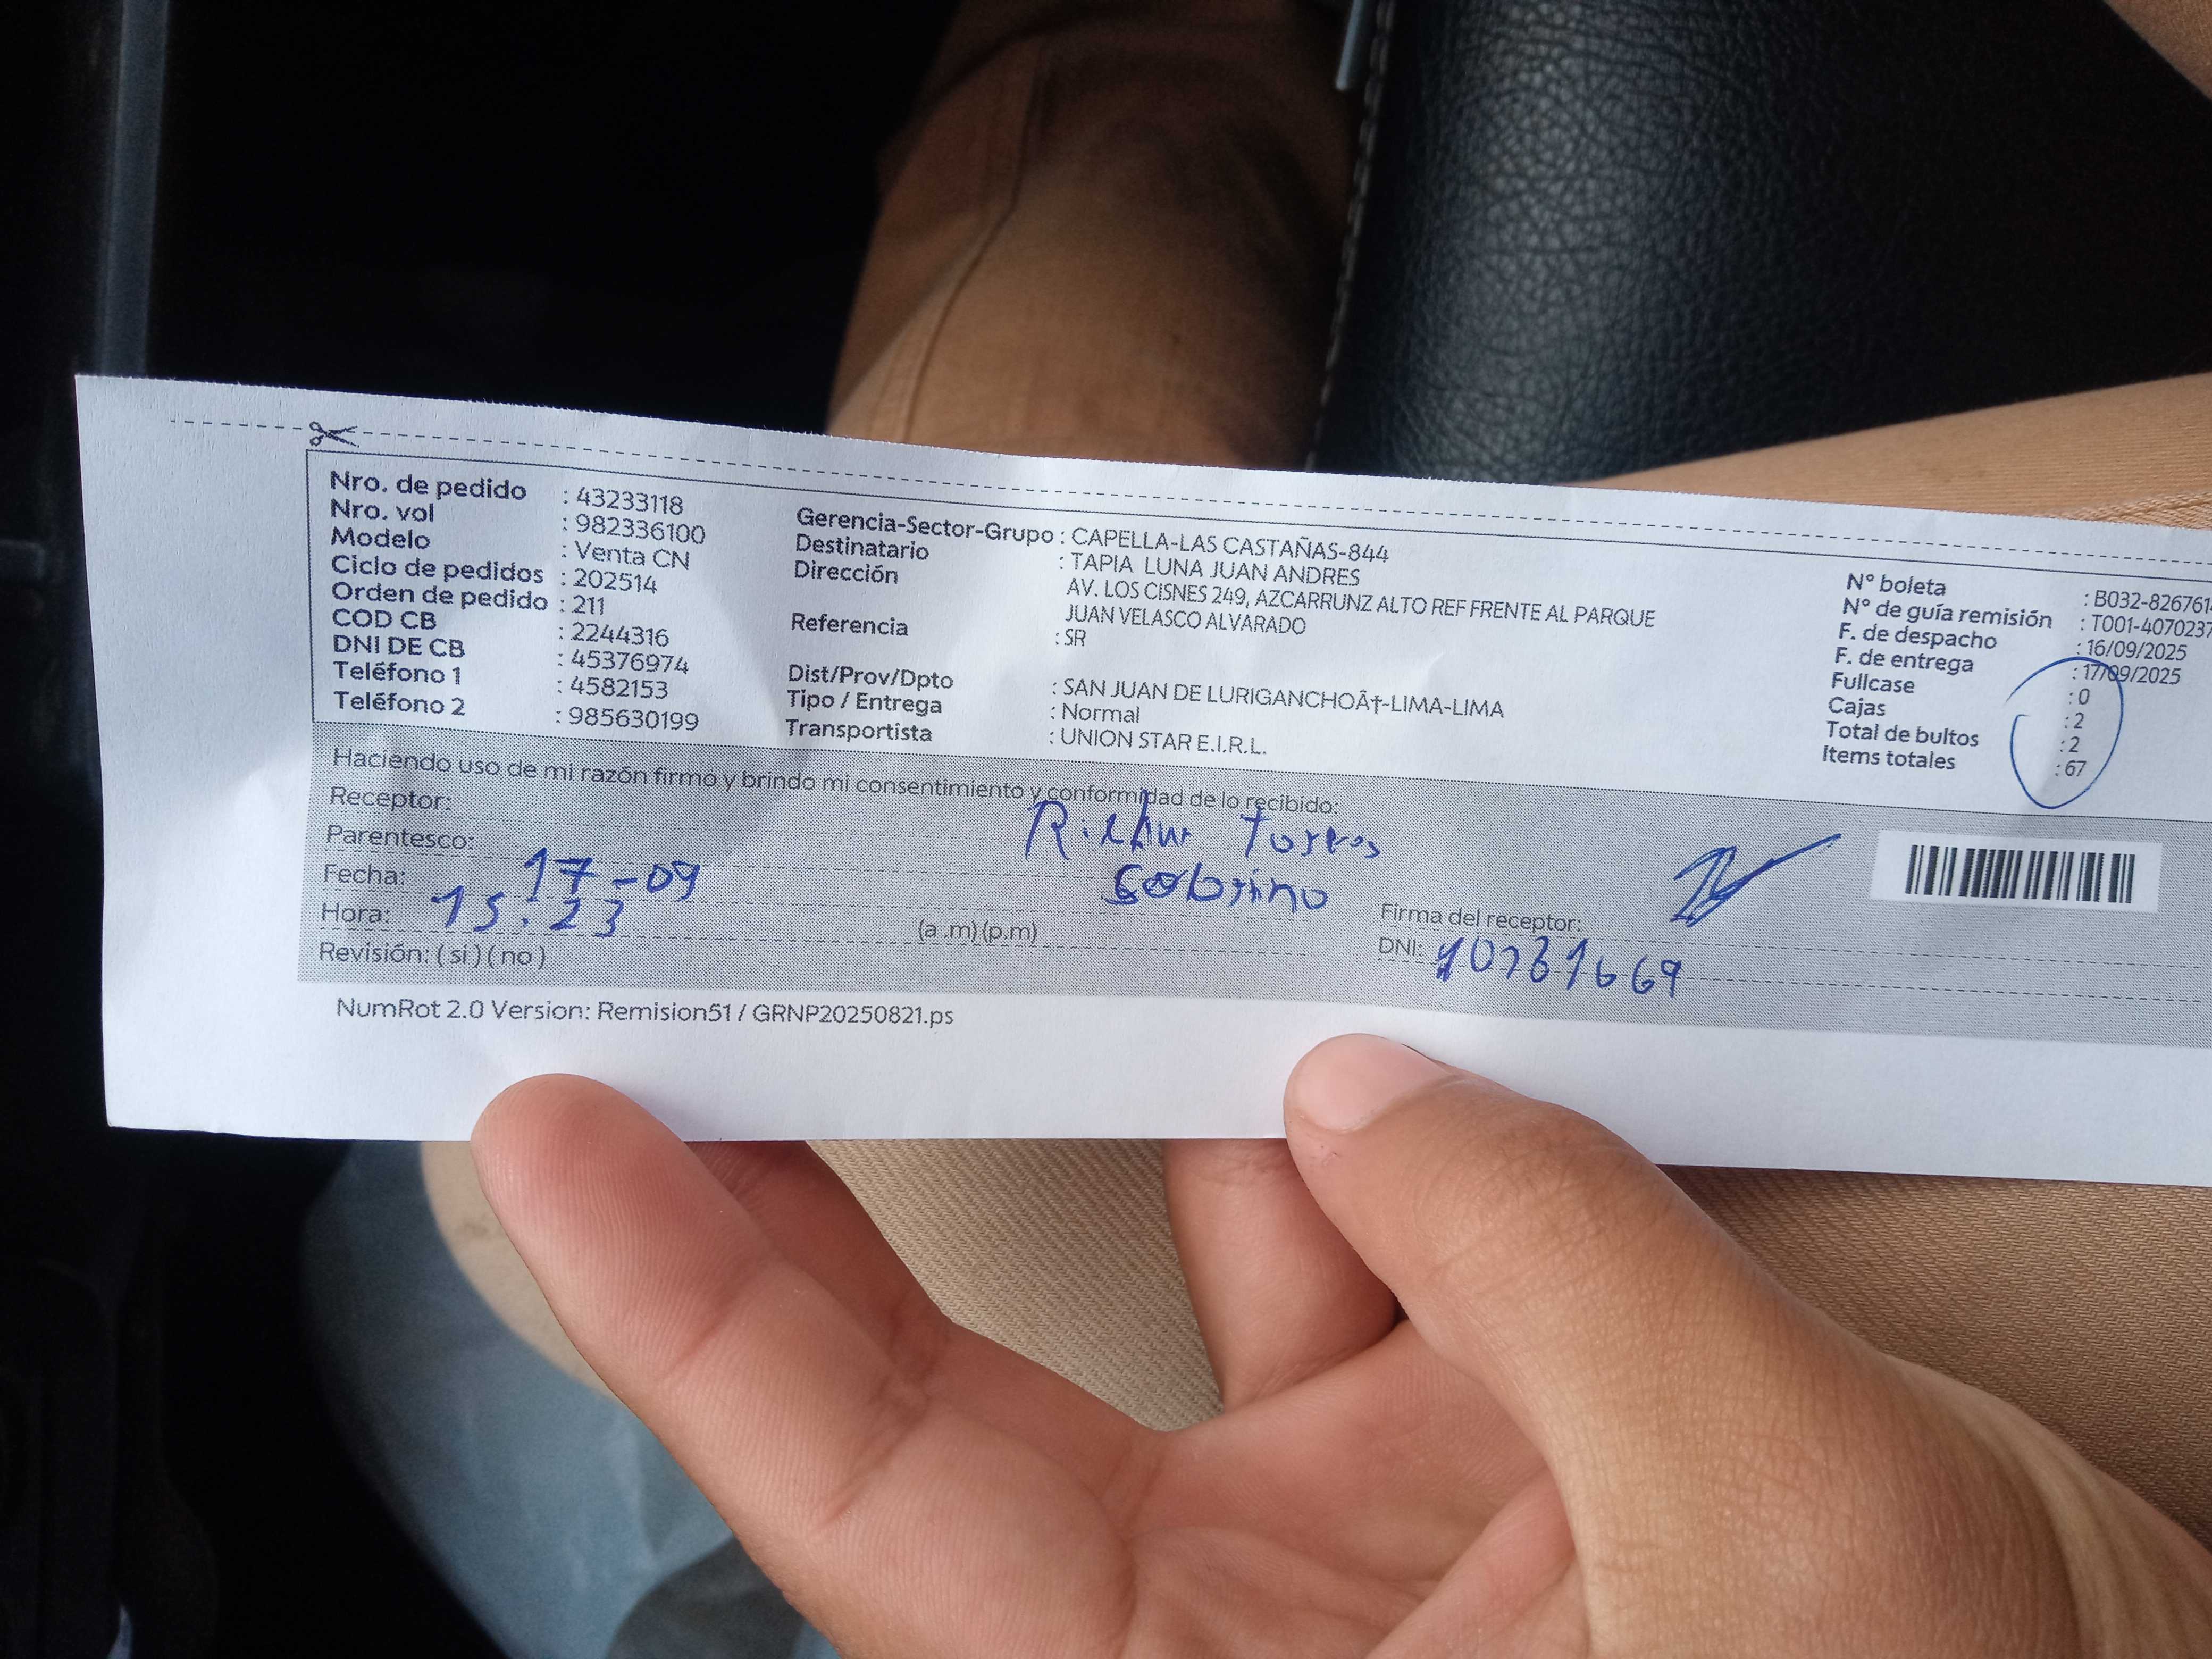 Nro. de pedido : 43233118
Nro. vol : 982336100
Modelo : Venta CN
Ciclo de pedidos : 202514
Orden de pedido : 211
COD CB : 2244316
DNI DE CB : 45376974
Teléfono 1 : 4582153
Teléfono 2 : 985630199
Gerencia-Sector-Grupo : CAPELLA-LAS CASTAÑAS-844
Destinatario : TAPIA LUNA JUAN ANDRES
Dirección AV. LOS CISNES 249, AZCARRUNZ ALTO REF FRENTE AL PARQUE
JUAN VELASCO ALVARADO
Referencia : SR
Dist/Prov/Dpto : SAN JUAN DE LURIGANCHOÂ†-LIMA-LIMA
Tipo / Entrega : Normal
Transportista : UNION STAR E.I.R.L.
N° boleta : B032-826761
N° de guía remisión : T001-4070237
F. de despacho : 16/09/2025
F. de entrega : 17/09/2025
Fullcase : 0
Cajas : 2
Total de bultos : 2
Items totales : 67
Haciendo uso de mi razón firmo y brindo mi consentimiento y conformidad de lo recibido:
Receptor: Torres
Parentesco: Sobrino
Fecha: 17-09
Hora: 15:23 (a .m) (p.m)
Revisión: ( si ) ( no )
Firma del receptor:
DNI:
NumRot 2.0 Version: Remision51 / GRNP20250821.ps